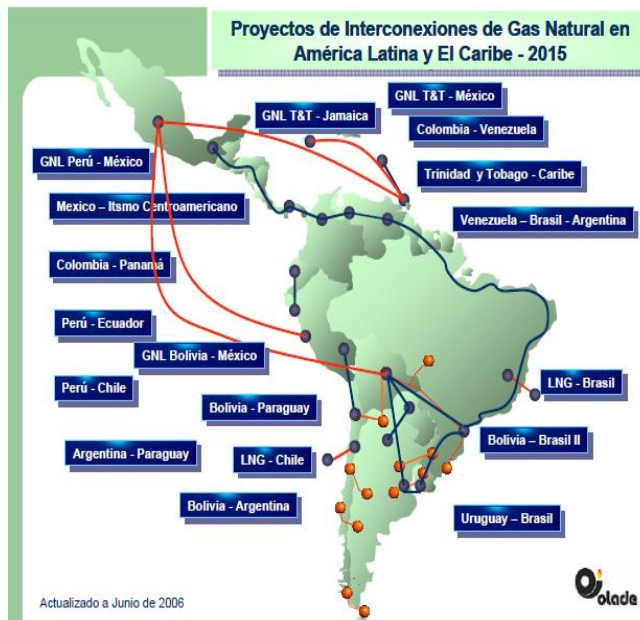 Proyectos de Interconexiones de Gas Natural en
América Latina y El Caribe - 2015
GNL T&T - México
GNL T&T - Jamaica
Colombia - Venezuela
GNL Perú - México
Trinidad y Tobago - Caribe
Mexico – Itsmo Centroamericano
Venezuela – Brasil - Argentina
Colombia - Panamá
Perú - Ecuador
GNL Bolivia - México
Perú - Chile
LNG - Brasil
Bolivia - Paraguay
Bolivia – Brasil II
Argentina - Paraguay
LNG - Chile
Bolivia - Argentina
Uruguay – Brasil
Actualizado a Junio de 2006
olade